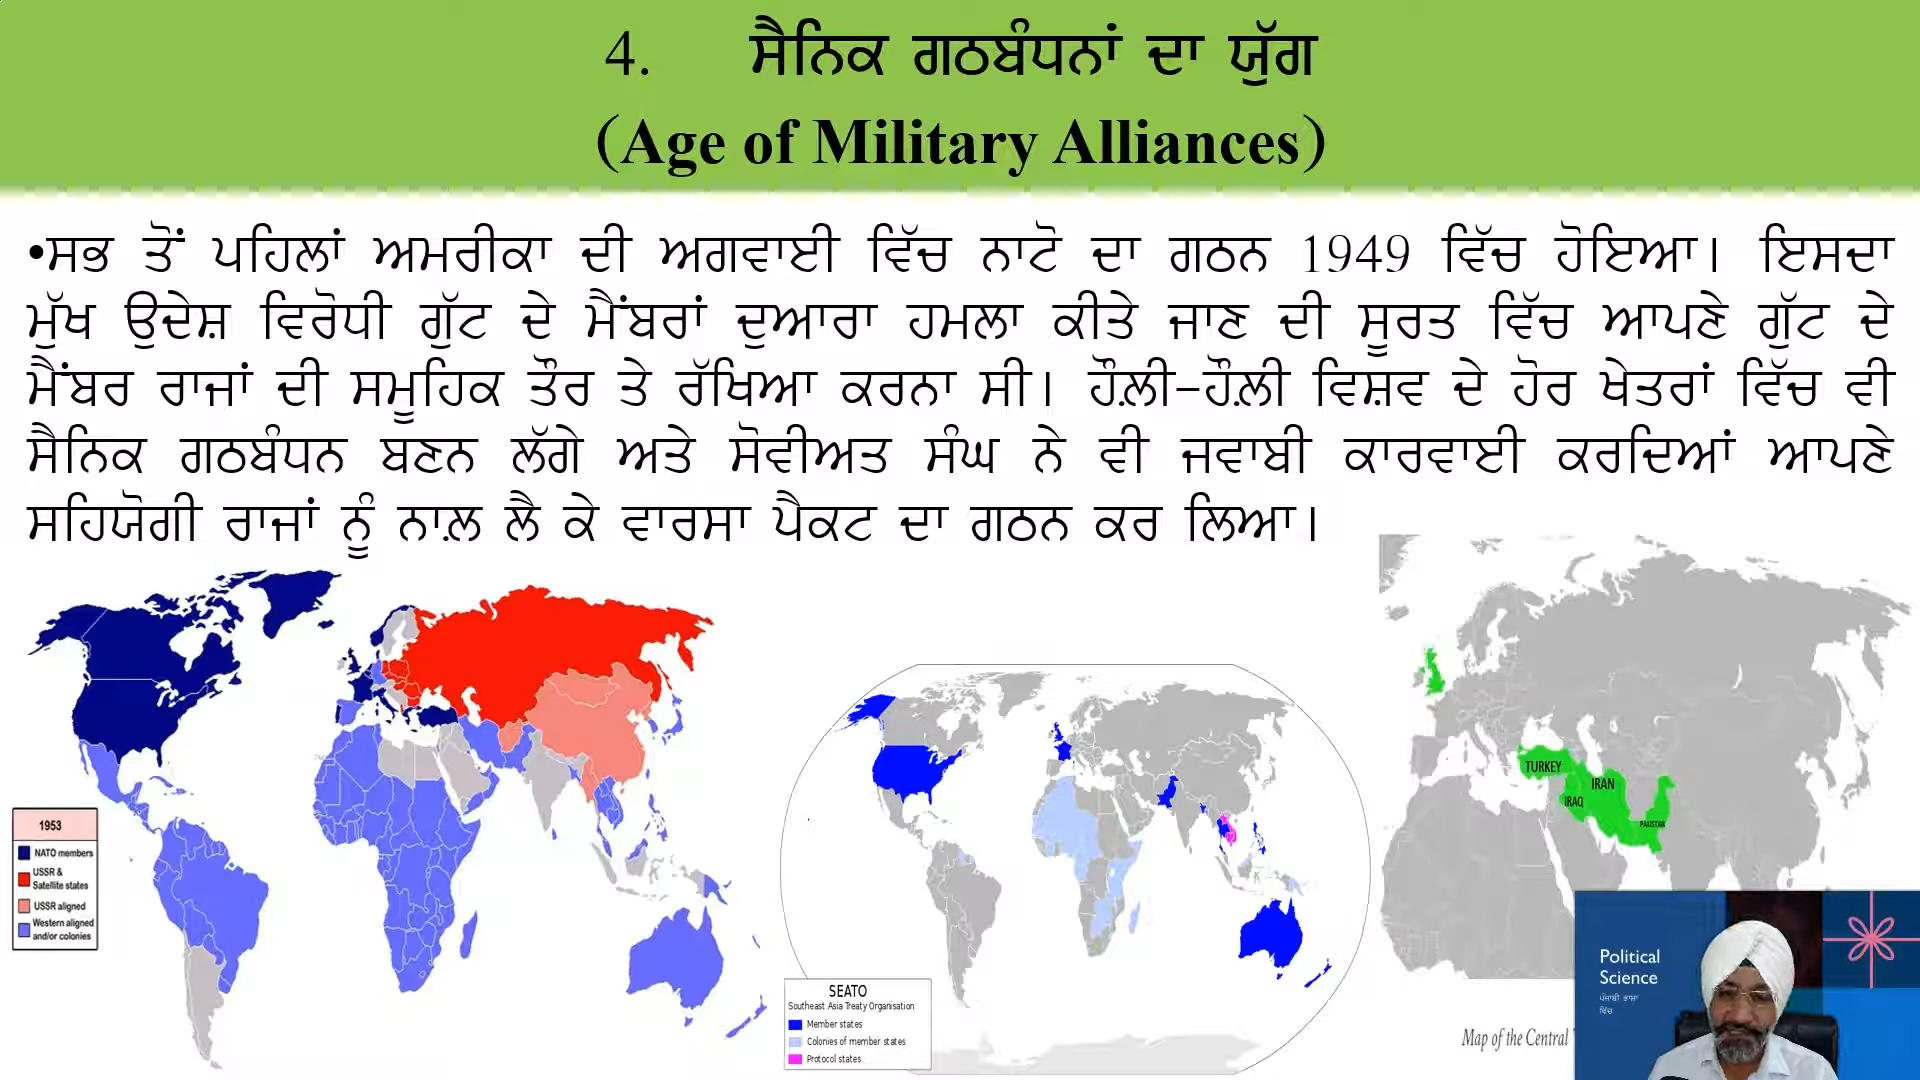 4. ਸੈਨਿਕ ਗਠਬੰਧਨਾਂ ਦਾ ਯੁੱਗ
(Age of Military Alliances)
•ਸਭ ਤੋਂ ਪਹਿਲਾਂ ਅਮਰੀਕਾ ਦੀ ਅਗਵਾਈ ਵਿੱਚ ਨਾਟੋ ਦਾ ਗਠਨ 1949 ਵਿੱਚ ਹੋਇਆ। ਇਸਦਾ
ਮੁੱਖ ਉਦੇਸ਼ ਵਿਰੋਧੀ ਗੁੱਟ ਦੇ ਮੈਂਬਰਾਂ ਦੁਆਰਾ ਹਮਲਾ ਕੀਤੇ ਜਾਣ ਦੀ ਸੂਰਤ ਵਿੱਚ ਆਪਣੇ ਗੁੱਟ ਦੇ
ਮੈਂਬਰ ਰਾਜਾਂ ਦੀ ਸਮੂਹਿਕ ਤੌਰ ਤੇ ਰੱਖਿਆ ਕਰਨਾ ਸੀ। ਹੌਲ਼ੀ-ਹੌਲ਼ੀ ਵਿਸ਼ਵ ਦੇ ਹੋਰ ਖੇਤਰਾਂ ਵਿੱਚ ਵੀ
ਸੈਨਿਕ ਗਠਬੰਧਨ ਬਣਨ ਲੱਗੇ ਅਤੇ ਸੋਵੀਅਤ ਸੰਘ ਨੇ ਵੀ ਜਵਾਬੀ ਕਾਰਵਾਈ ਕਰਦਿਆਂ ਆਪਣੇ
ਸਹਿਯੋਗੀ ਰਾਜਾਂ ਨੂੰ ਨਾਲ਼ ਲੈ ਕੇ ਵਾਰਸਾ ਪੈਕਟ ਦਾ ਗਠਨ ਕਰ ਲਿਆ।
1953
NATO members
USSR &
Satellite states
USSR aligned
Western aligned
and/or colonies
SEATO
Southeast Asia Treaty Organisation
Member states
Colonies of member states
Protocol states
TURKEY
IRAN
IRAQ
PAKISTAN
Map of the Central
Political
Science
ਪੰਜਾਬੀ ਭਾਸ਼ਾ
ਵਿੱਚ